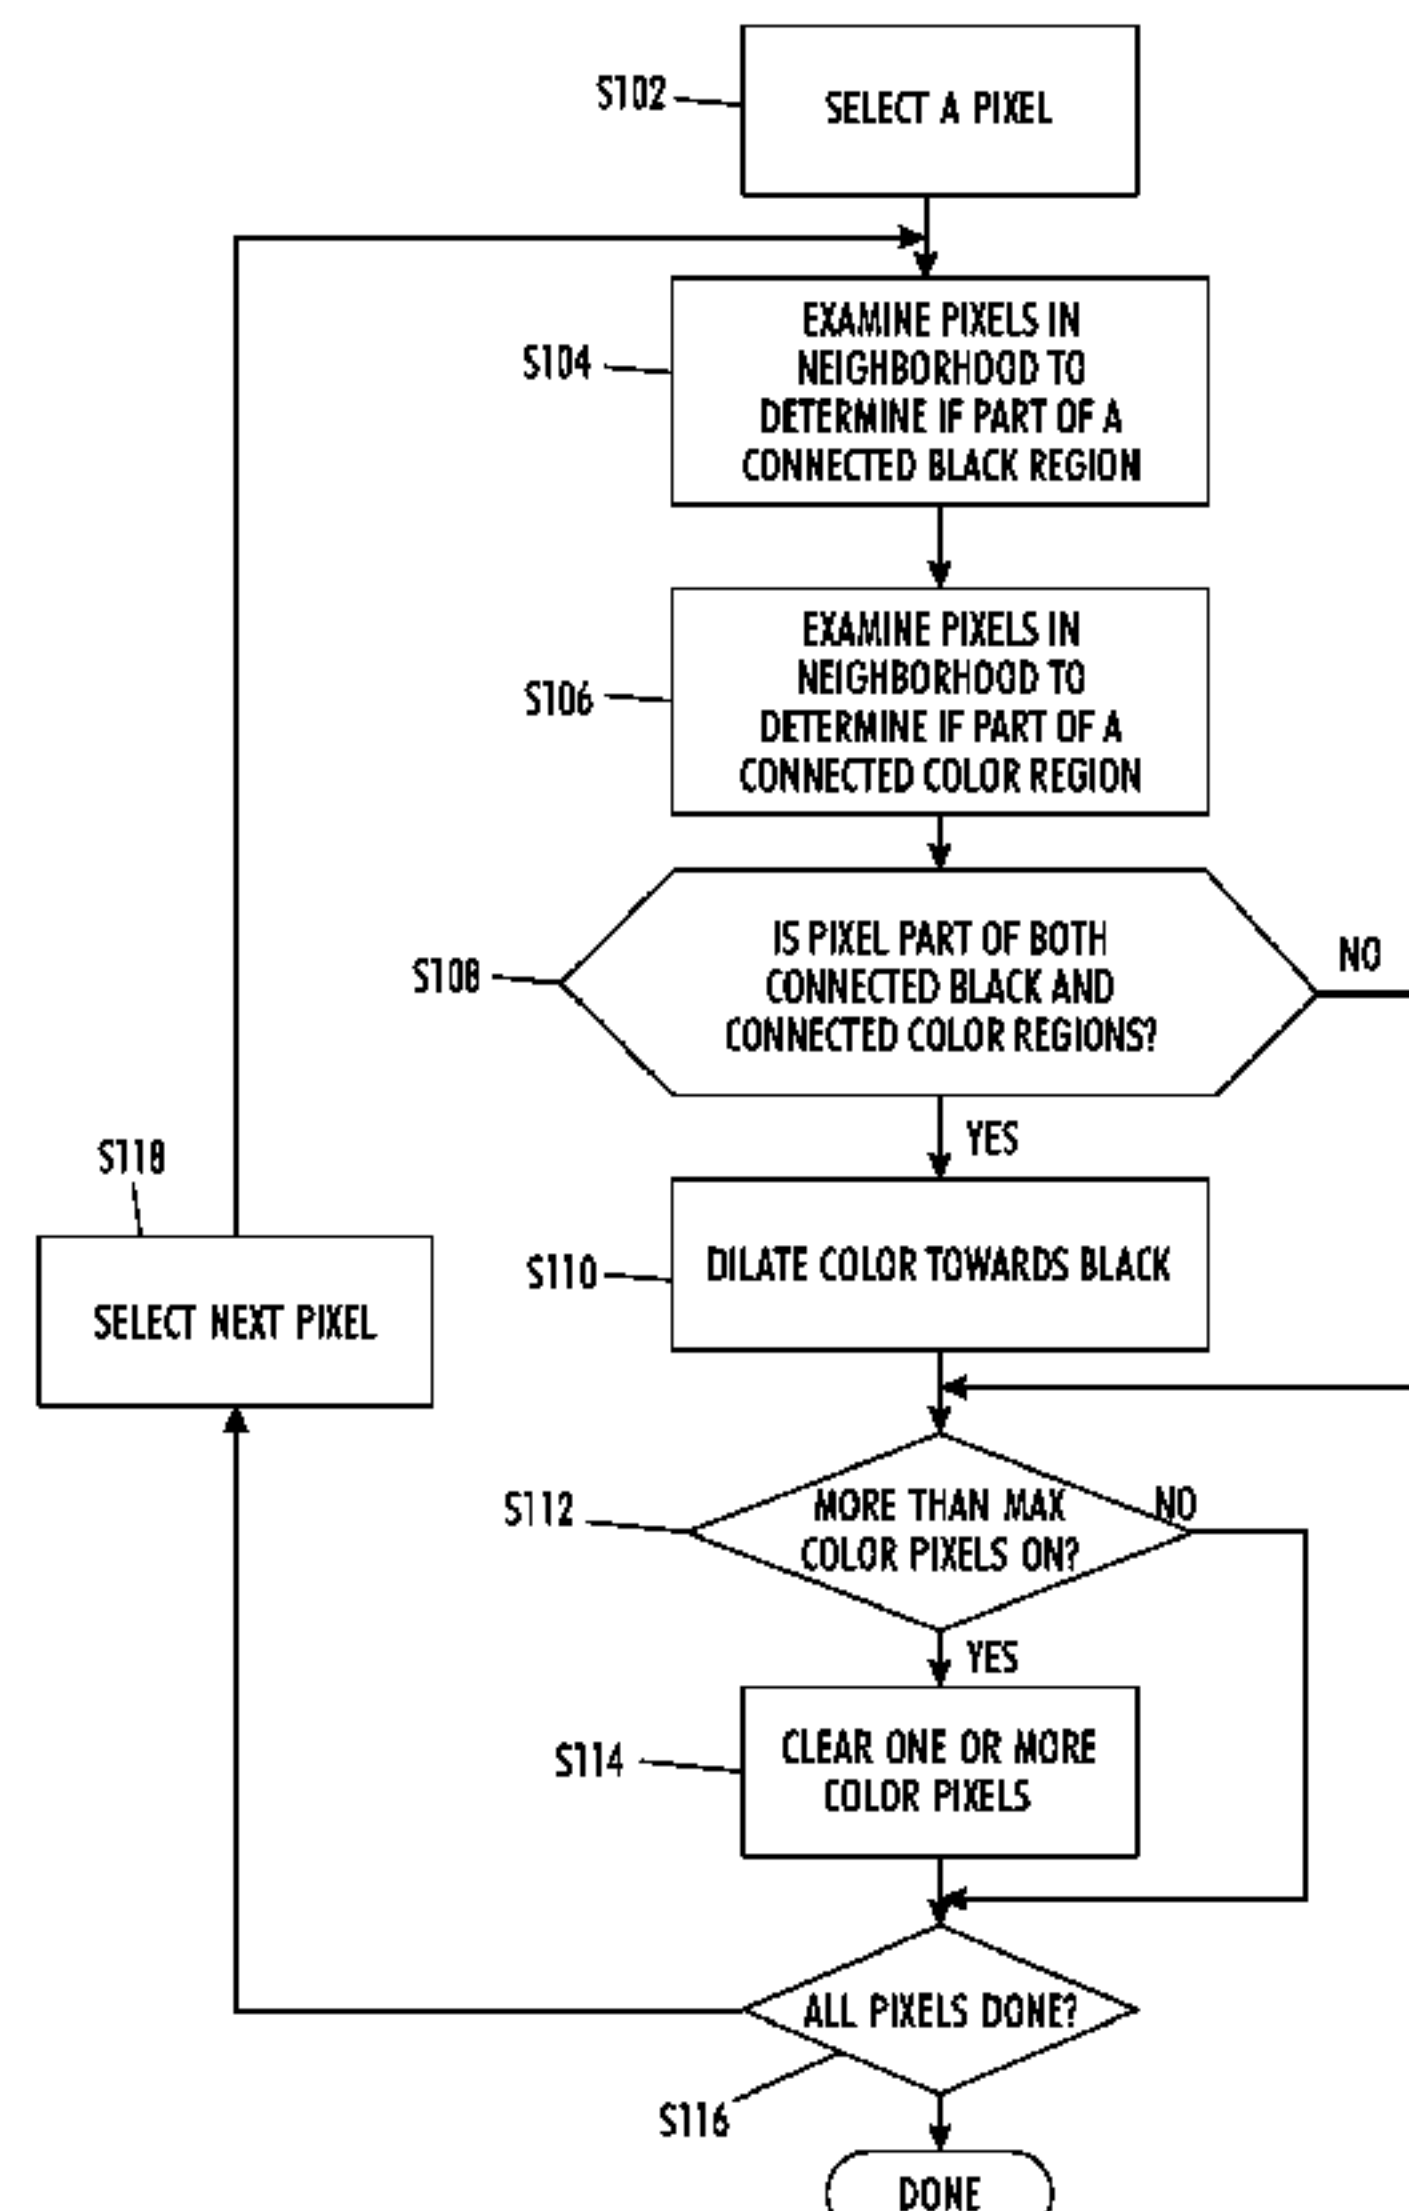 S102
SELECT A PIXEL
S104
EXAMINE PIXELS IN
NEIGHBORHOOD TO
DETERMINE IF PART OF A
CONNECTED BLACK REGION
S106
EXAMINE PIXELS IN
NEIGHBORHOOD TO
DETERMINE IF PART OF A
CONNECTED COLOR REGION
S108
IS PIXEL PART OF BOTH
CONNECTED BLACK AND
CONNECTED COLOR REGIONS?
NO
YES
S118
SELECT NEXT PIXEL
S110
DILATE COLOR TOWARDS BLACK
S112
MORE THAN MAX
COLOR PIXELS ON?
NO
YES
S114
CLEAR ONE OR MORE
COLOR PIXELS
ALL PIXELS DONE?
S116
DONE